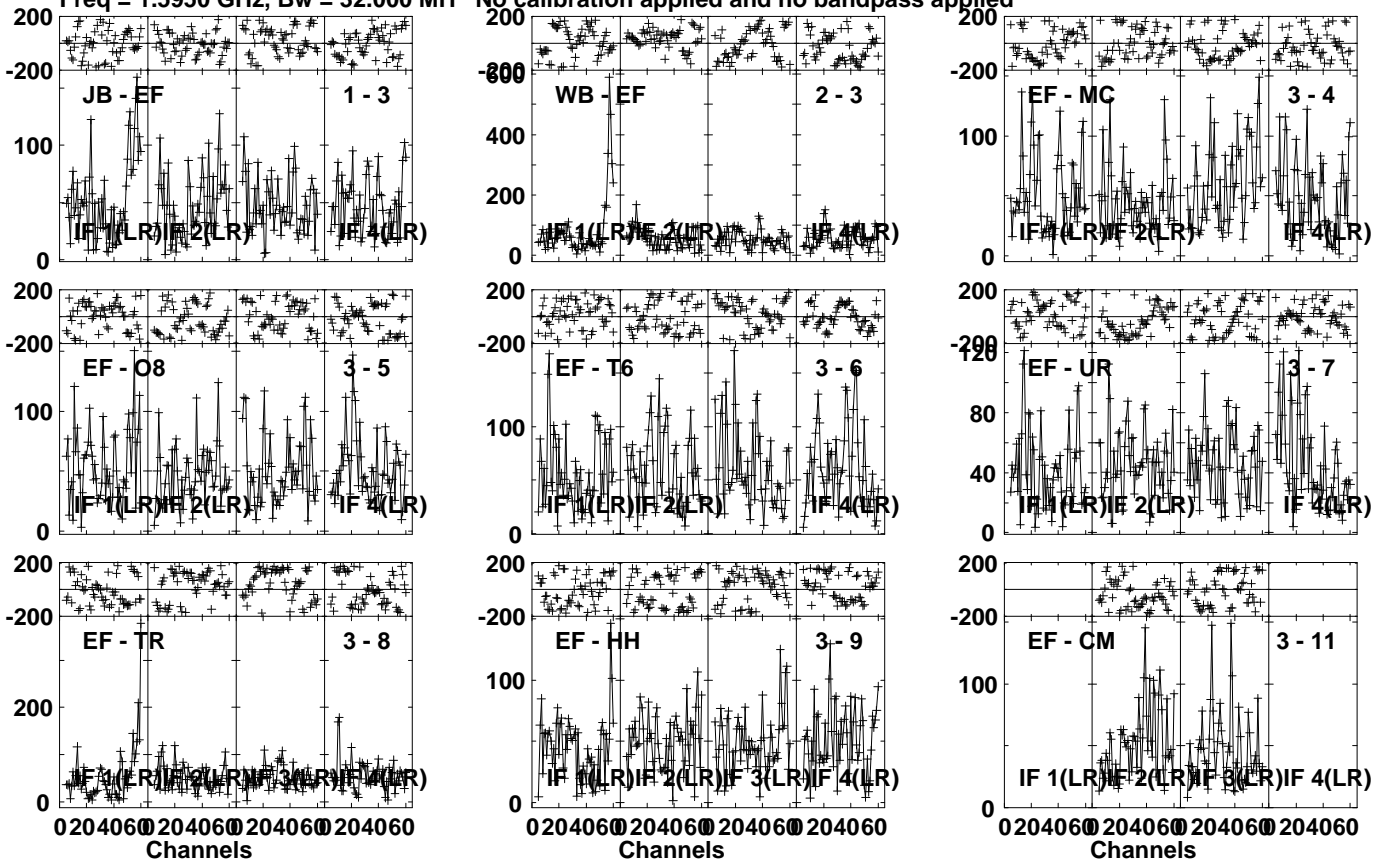 Freq = 1.5950 GHz, Bw = 32.000 MH No calibration applied and no bandpass applied
200 200 200
-200 -200 -200
JB - EF 1 - 3 WB - EF 2 - 3 EF - MC 3 - 4
600
400
100 200 100
0 0 0
IF 1(LR) IF 2(LR) IF 4(LR) IF 1(LR) IF 2(LR) IF 4(LR) IF 1(LR) IF 2(LR) IF 4(LR)
200 200 200
-200 -200 -200
120
EF - O8 3 - 5 EF - T6 3 - 6 EF - UR 3 - 7
100 100 80
40
0 0 0
IF 1(LR) IF 2(LR) IF 4(LR) IF 1(LR) IF 2(LR) IF 4(LR) IF 1(LR) IF 2(LR) IF 4(LR)
200 200 200
-200 -200 -200
EF - TR 3 - 8 EF - HH 3 - 9 EF - CM 3 - 11
200 100 100
0 0 0
IF 1(LR) IF 2(LR) IF 3(LR) IF 4(LR) IF 1(LR) IF 2(LR) IF 3(LR) IF 4(LR) IF 1(LR) IF 2(LR) IF 3(LR) IF 4(LR)
0 20 40 60 0 20 40 60 0 20 40 60 0 20 40 60 0 20 40 60 0 20 40 60 0 20 40 60 0 20 40 60 0 20 40 60 0 20 40 60 0 20 40 60 0 20 40 60
Channels Channels Channels